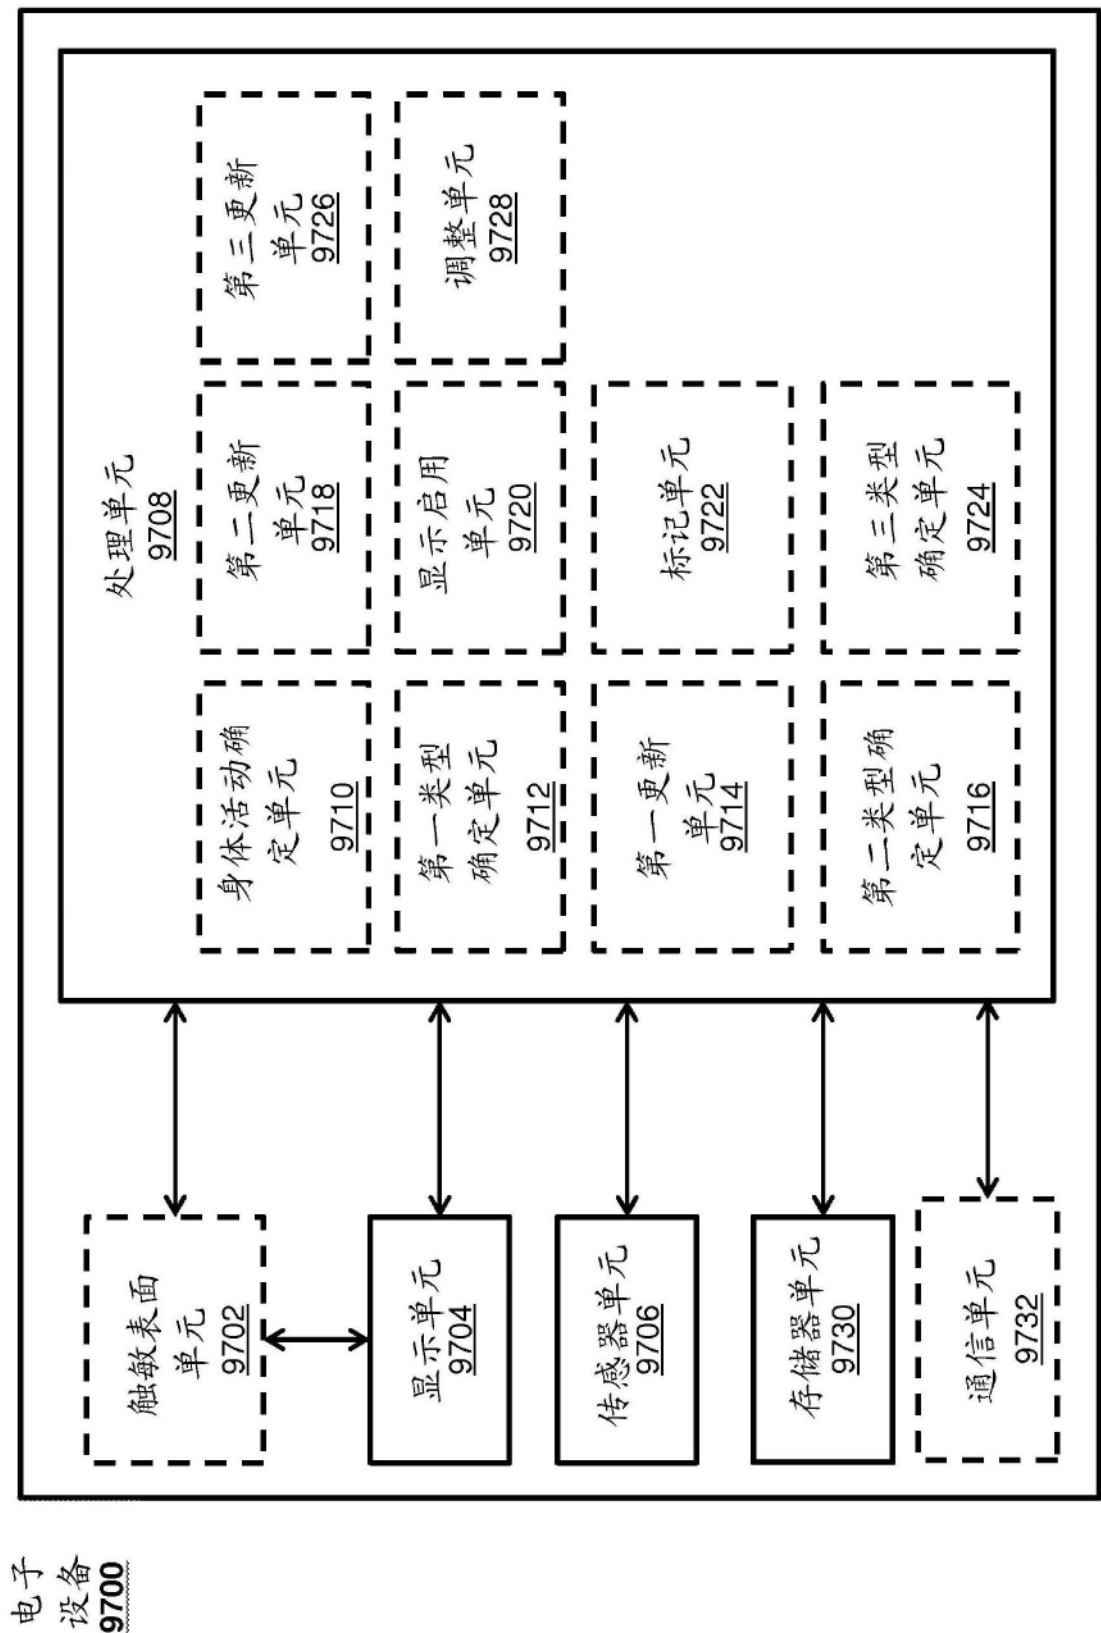 电子
设备
9700
触敏表面
单元
9702
显示单元
9704
传感器单元
9706
存储器单元
9730
通信单元
9732
处理单元
9708
身体活动确
定单元
9710
第一类型
确定单元
9712
第一更新
单元
9714
第二类型确
定单元
9716
第二更新
单元
9718
显示启用
单元
9720
标记单元
9722
第三类型
确定单元
9724
第三更新
单元
9726
调整单元
9728